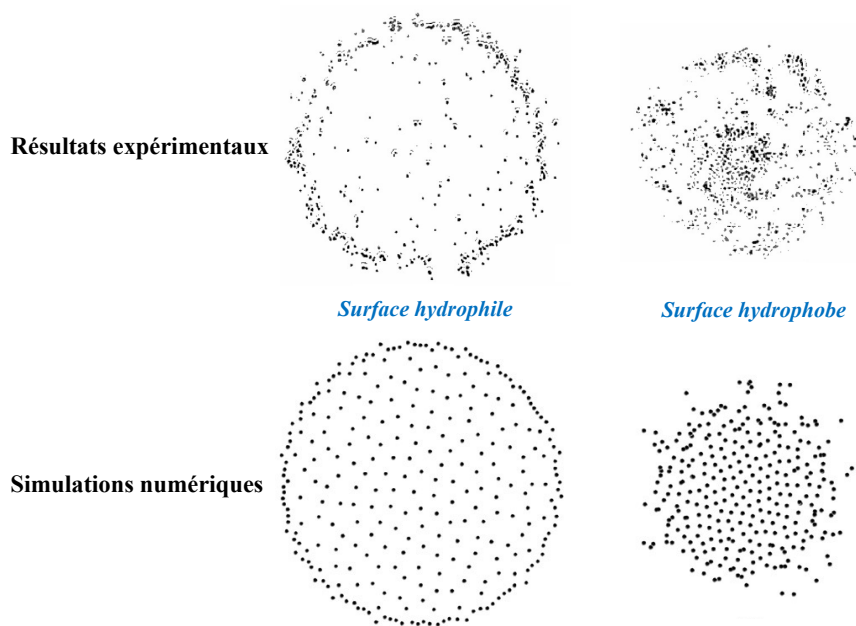 Résultats expérimentaux
Surface hydrophile
Surface hydrophobe
Simulations numériques